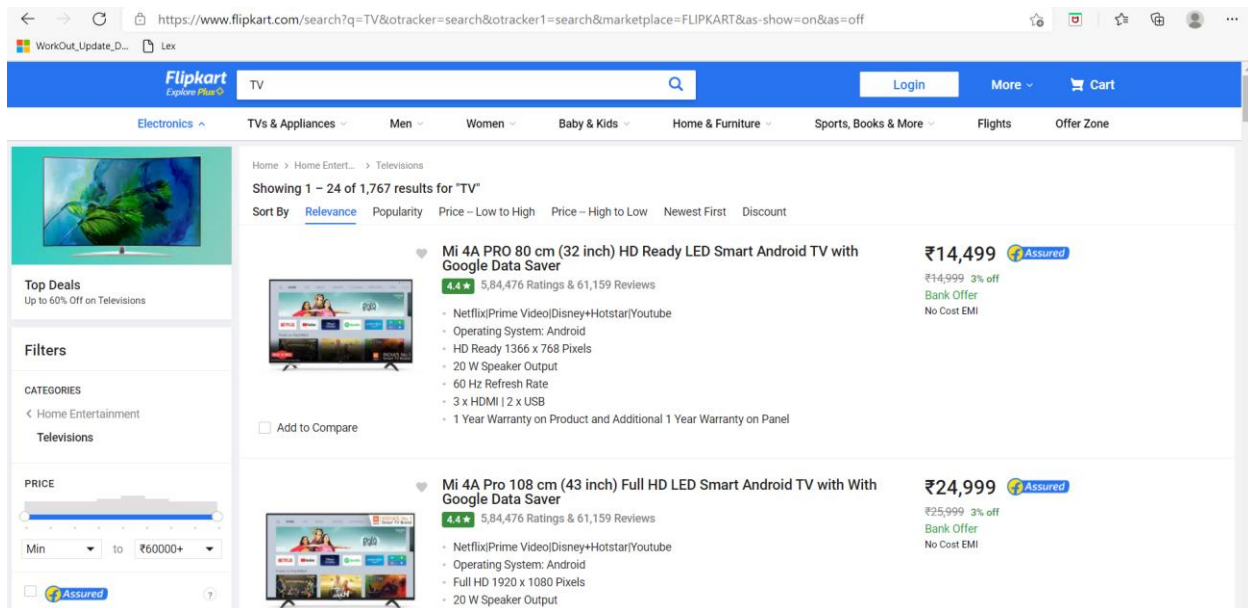 https://www.flipkart.com/search?q=TV&otracker=search&otracker1=search&marketplace=FLIPKART&as-show=on&as=off
WorkOut_Update_D... Lex
Flipkart
Explore Plus
TV
Login More Cart
Electronics TVs & Appliances Men Women Baby & Kids Home & Furniture Sports, Books & More Flights Offer Zone
Top Deals
Up to 60% Off on Televisions
Filters
CATEGORIES
Home Entertainment
Televisions
PRICE
Min to ₹60000+
Assured ?
Home > Home Entert... > Televisions
Showing 1 – 24 of 1,767 results for "TV"
Sort By Relevance Popularity Price -- Low to High Price -- High to Low Newest First Discount
Mi 4A PRO 80 cm (32 inch) HD Ready LED Smart Android TV with
Google Data Saver
4.4★ 5,84,476 Ratings & 61,159 Reviews
Netflix|Prime Video|Disney+Hotstar|Youtube
Operating System: Android
HD Ready 1366 x 768 Pixels
20 W Speaker Output
60 Hz Refresh Rate
3 x HDMI | 2 x USB
1 Year Warranty on Product and Additional 1 Year Warranty on Panel
₹14,499 Assured
₹14,999 3% off
Bank Offer
No Cost EMI
Add to Compare
Mi 4A Pro 108 cm (43 inch) Full HD LED Smart Android TV with With
Google Data Saver
4.4★ 5,84,476 Ratings & 61,159 Reviews
Netflix|Prime Video|Disney+Hotstar|Youtube
Operating System: Android
Full HD 1920 x 1080 Pixels
20 W Speaker Output
₹24,999 Assured
₹25,999 3% off
Bank Offer
No Cost EMI